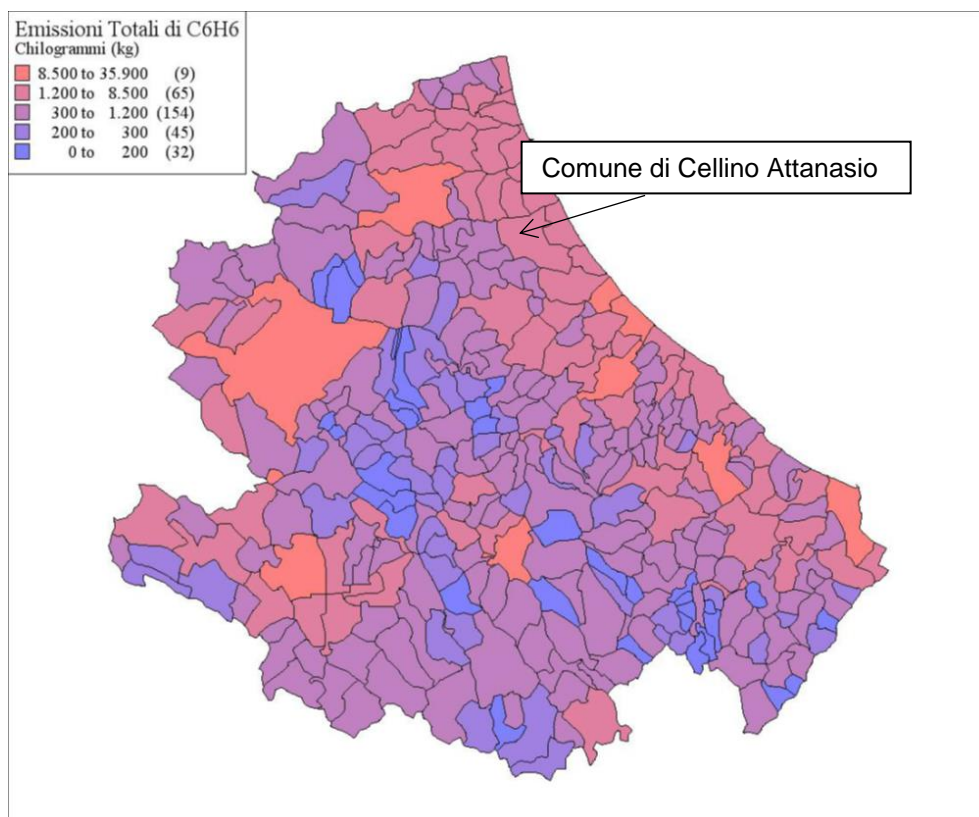 Emissioni Totali di C6H6
Chilogrammi (kg)
8.500 to 35.900 (9)
1.200 to 8.500 (65)
300 to 1.200 (154)
200 to 300 (45)
0 to 200 (32)
Comune di Cellino Attanasio